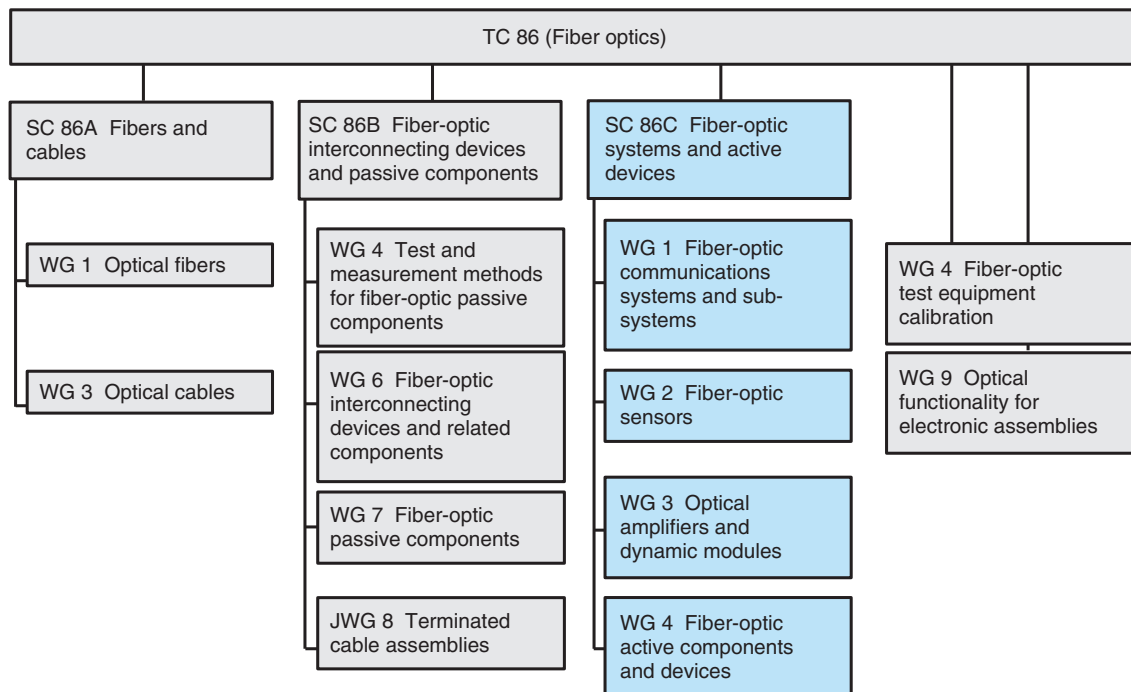 TC 86 (Fiber optics)
SC 86A Fibers and
cables
WG 1 Optical fibers
WG 3 Optical cables
SC 86B Fiber-optic
interconnecting devices
and passive components
WG 4 Test and
measurement methods
for fiber-optic passive
components
WG 6 Fiber-optic
interconnecting
devices and related
components
WG 7 Fiber-optic
passive components
JWG 8 Terminated
cable assemblies
SC 86C Fiber-optic
systems and active
devices
WG 1 Fiber-optic
communications
systems and sub-
systems
WG 2 Fiber-optic
sensors
WG 3 Optical
amplifiers and
dynamic modules
WG 4 Fiber-optic
active components
and devices
WG 4 Fiber-optic
test equipment
calibration
WG 9 Optical
functionality for
electronic assemblies